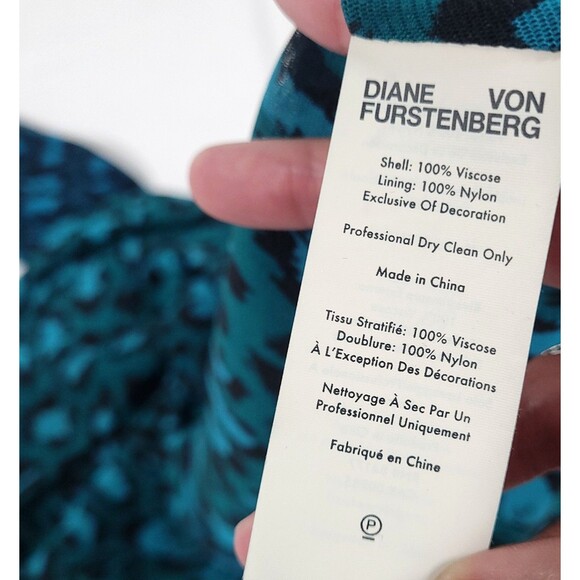 DIANE VON
FURSTENBERG
Shell: 100% Viscose
Lining: 100% Nylon
Exclusive Of Decoration
Professional Dry Clean Only
Made in China
Tissu Stratifié: 100% Viscose
Doublure: 100% Nylon
À L'Exception Des Décorations
Nettoyage À Sec Par Un
Professionnel Uniquement
Fabriqué en Chine
P